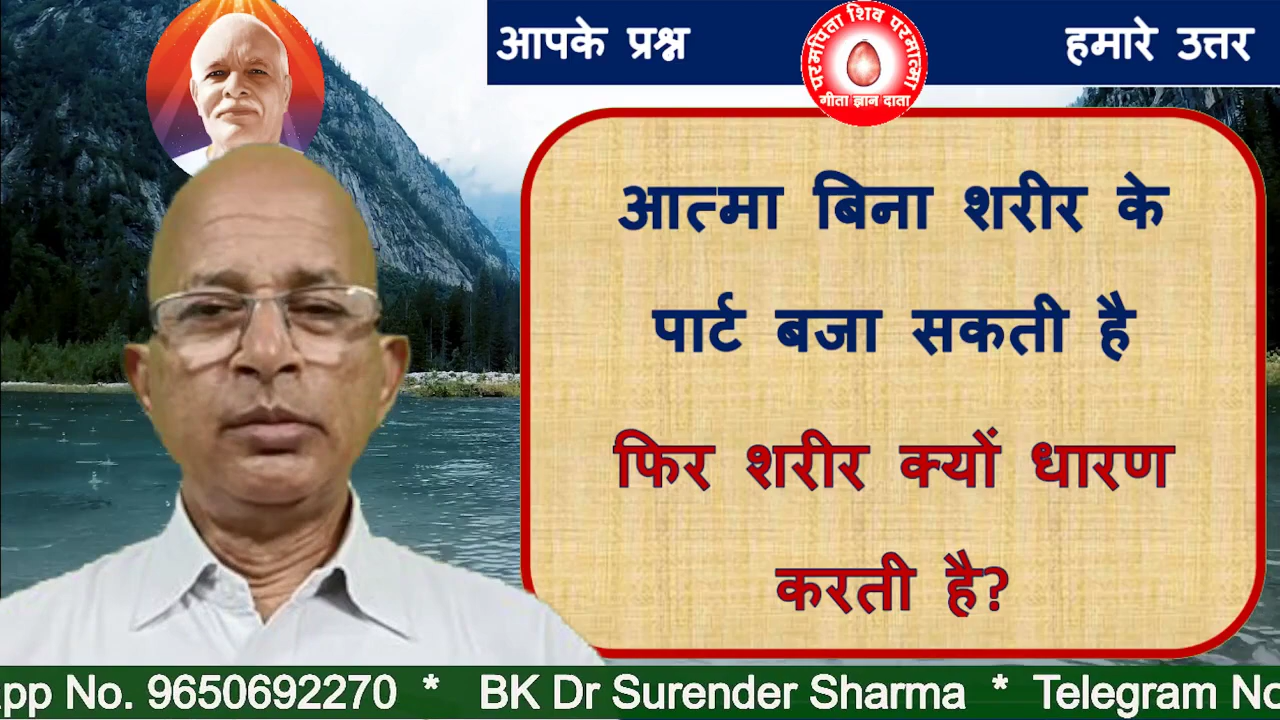 आपके प्रश्न
परमपिता शिव परमात्मा
गीता ज्ञान दाता
हमारे उत्तर
आत्मा बिना शरीर के
पार्ट बजा सकती है
फिर शरीर क्यों धारण
करती है?
pp No. 9650692270 * BK Dr Surender Sharma * Telegram No